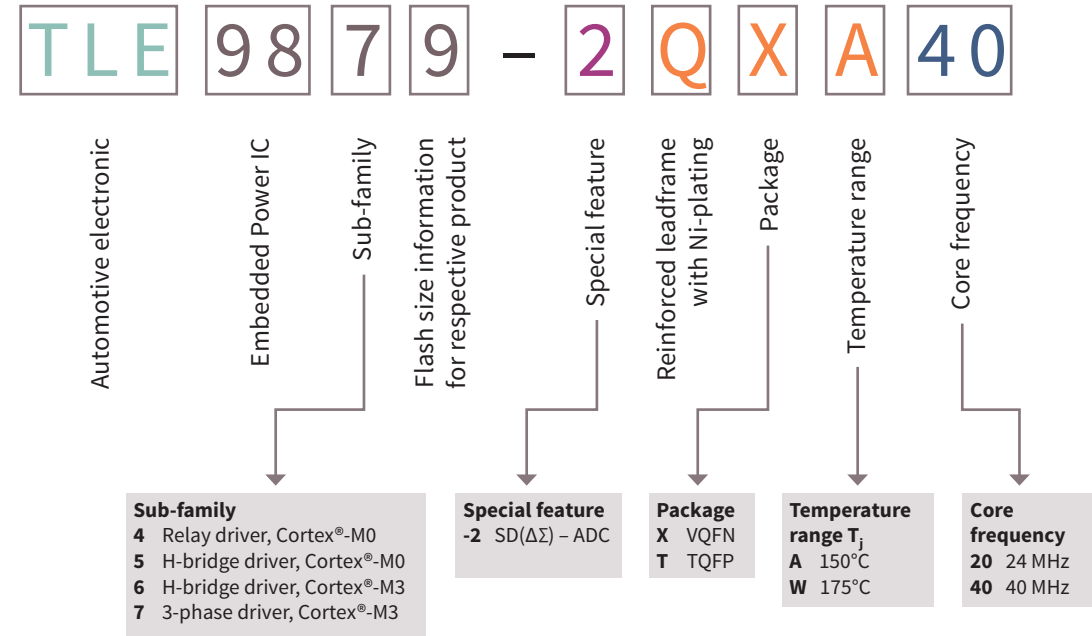 TLE 98 7 9 – 2 Q X A 40
Automotive electronic
Embedded Power IC
Sub-family
Flash size information
for respective product
Special feature
Reinforced leadframe
with Ni-plating
Package
Temperature range
Core frequency
Sub-family
4 Relay driver, Cortex®-M0
5 H-bridge driver, Cortex®-M0
6 H-bridge driver, Cortex®-M3
7 3-phase driver, Cortex®-M3
Special feature
-2 SD(ΔΣ) – ADC
Package
X VQFN
T TQFP
Temperature
range Tj
A 150°C
W 175°C
Core
frequency
20 24 MHz
40 40 MHz